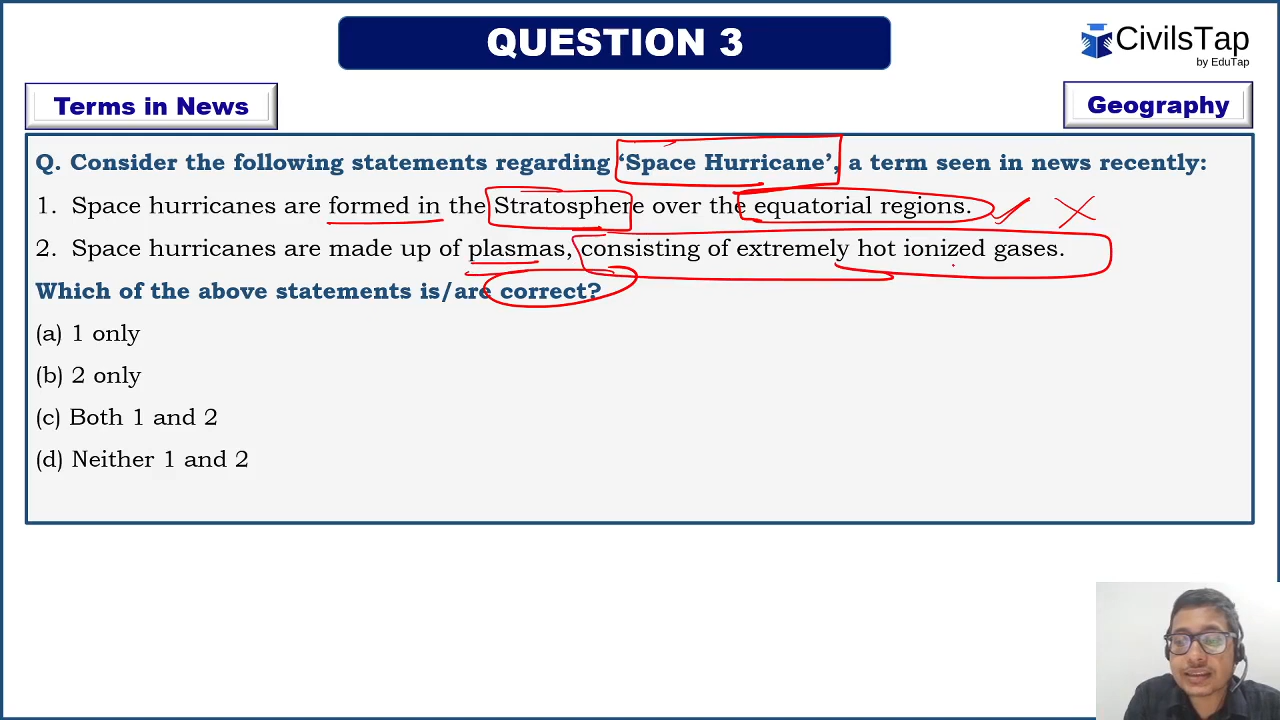 QUESTION 3
CivilsTap
by EduTap
Terms in News
Geography
Q. Consider the following statements regarding ‘Space Hurricane’, a term seen in news recently:
1. Space hurricanes are formed in the Stratosphere over the equatorial regions.
2. Space hurricanes are made up of plasmas, consisting of extremely hot ionized gases.
Which of the above statements is/are correct?
(a) 1 only
(b) 2 only
(c) Both 1 and 2
(d) Neither 1 and 2